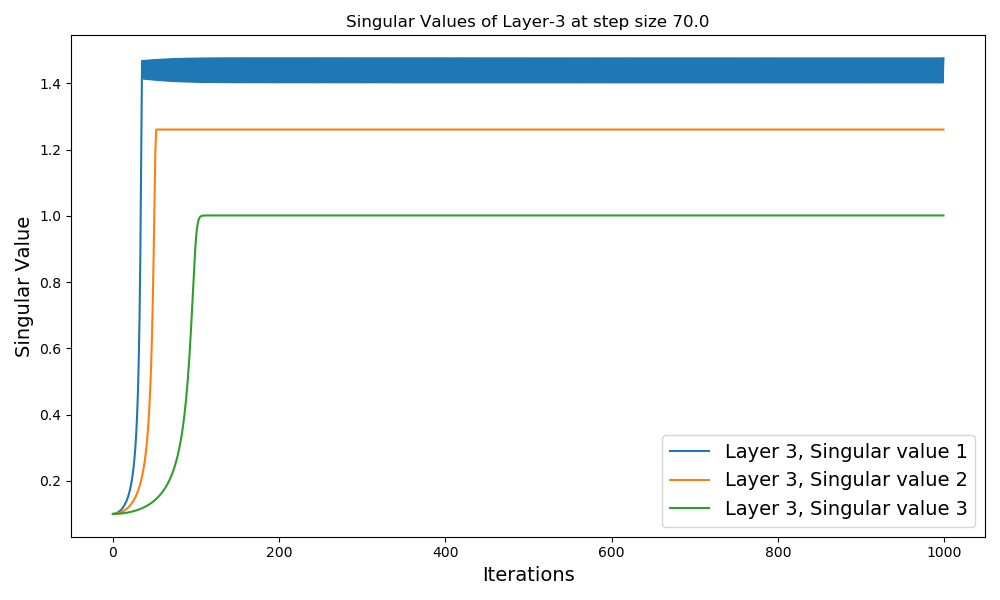 Singular Values of Layer-3 at step size 70.0
Singular Value
1.4
1.2
1.0
0.8
0.6
0.4
0.2
Layer 3, Singular value 1
Layer 3, Singular value 2
Layer 3, Singular value 3
0
200
400
600
800
1000
Iterations